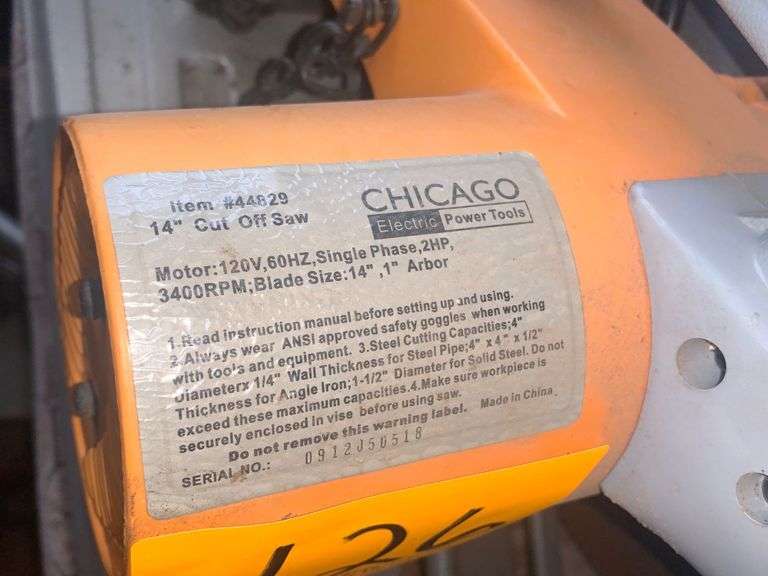 Item #44829
14" Cut Off Saw
CHICAGO
Electric Power Tools
Motor:120V,60HZ,Single Phase,2HP,
3400RPM;Blade Size:14" ,1" Arbor
1.Read instruction manual before setting up and using.
2.Always wear ANSI approved safety goggles when working
with tools and equipment. 3.Steel Cutting Capacities;4"
Diameterx 1/4" Wall Thickness for Steel Pipe;4" x 4" x 1/2"
Thickness for Angle Iron;1-1/2" Diameter for Solid Steel. Do not
exceed these maximum capacities.4.Make sure workpiece is
securely enclosed in vise before using saw.
Do not remove this warning label. Made in China
SERIAL NO.: 0912J50518
126